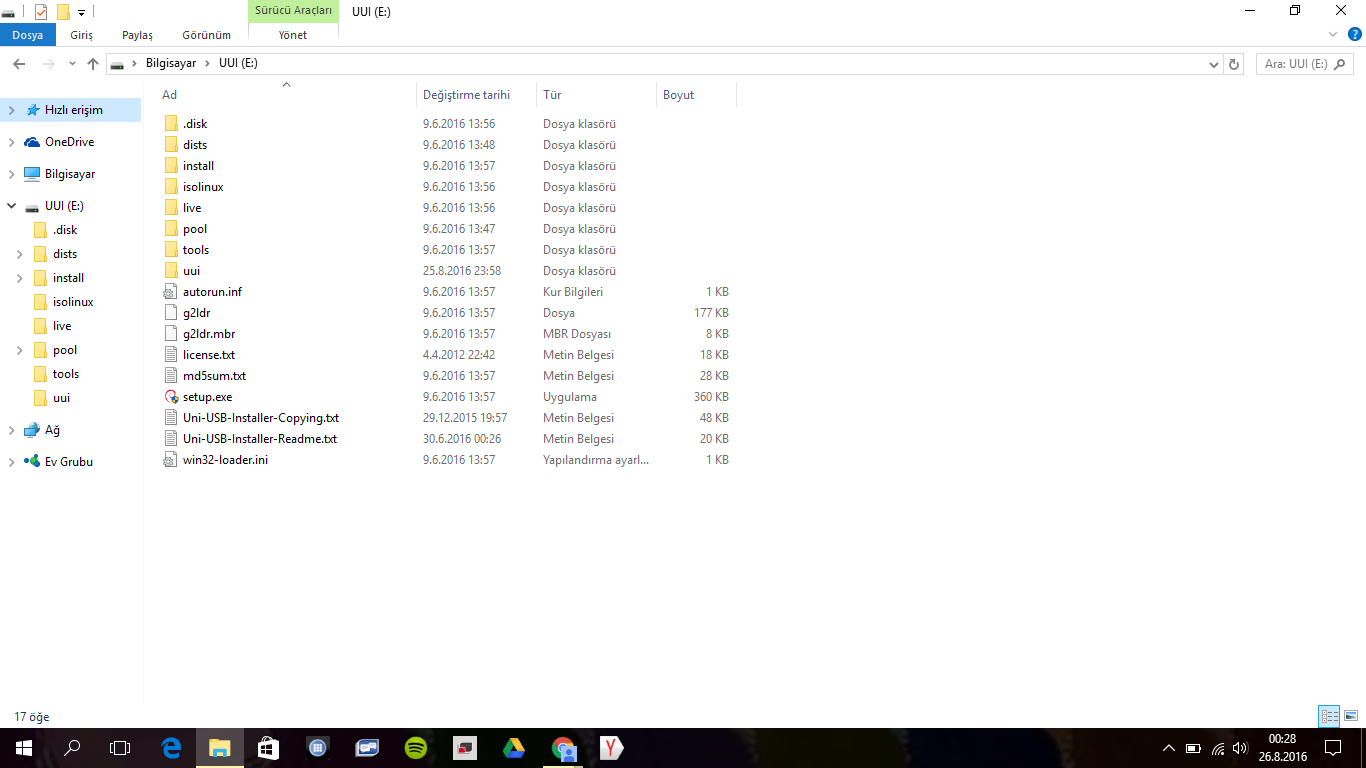 Sürücü Araçları
UUI (E:)
Dosya
Giriş
Paylaş
Görünüm
Yönet
Bilgisayar
UUI (E:)
Ara: UUI (E:)
Ad
Değiştirme tarihi
Tür
Boyut
Hızlı erişim
OneDrive
Bilgisayar
UUI (E:)
.disk
dists
install
isolinux
live
pool
tools
uui
Ağ
Ev Grubu
.disk 9.6.2016 13:56 Dosya klasörü
dists 9.6.2016 13:48 Dosya klasörü
install 9.6.2016 13:57 Dosya klasörü
isolinux 9.6.2016 13:56 Dosya klasörü
live 9.6.2016 13:56 Dosya klasörü
pool 9.6.2016 13:47 Dosya klasörü
tools 9.6.2016 13:57 Dosya klasörü
uui 25.8.2016 23:58 Dosya klasörü
autorun.inf 9.6.2016 13:57 Kur Bilgileri 1 KB
g2ldr 9.6.2016 13:57 Dosya 177 KB
g2ldr.mbr 9.6.2016 13:57 MBR Dosyası 8 KB
license.txt 4.4.2012 22:42 Metin Belgesi 18 KB
md5sum.txt 9.6.2016 13:57 Metin Belgesi 28 KB
setup.exe 9.6.2016 13:57 Uygulama 360 KB
Uni-USB-Installer-Copying.txt 29.12.2015 19:57 Metin Belgesi 48 KB
Uni-USB-Installer-Readme.txt 30.6.2016 00:26 Metin Belgesi 20 KB
win32-loader.ini 9.6.2016 13:57 Yapılandırma ayarl... 1 KB
17 öğe
00:28
26.8.2016